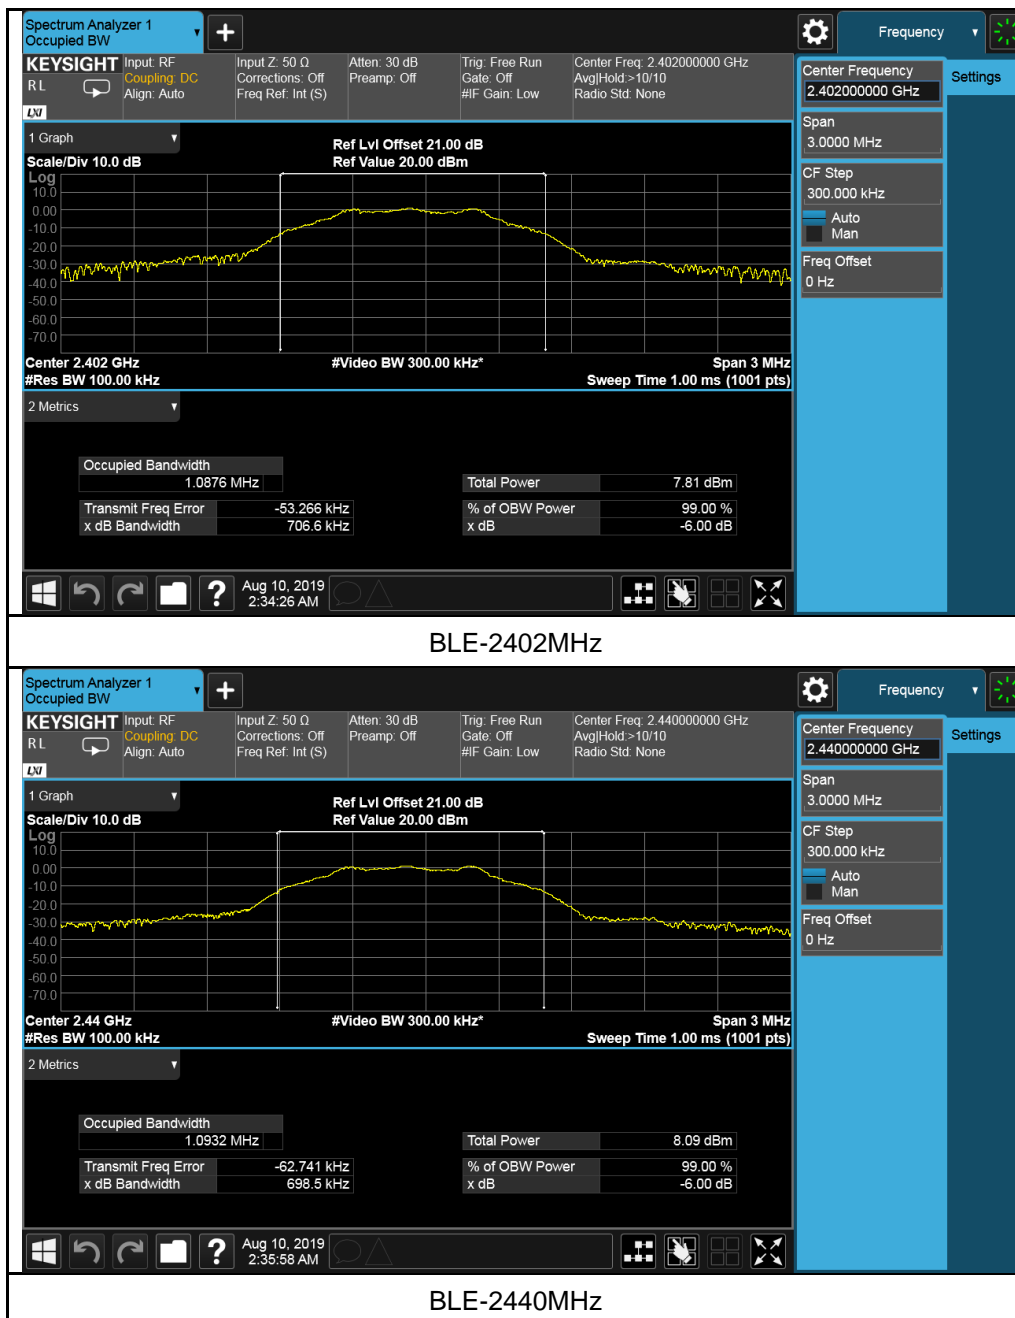 Spectrum Analyzer 1
Occupied BW
Frequency
KEYSIGHT
RL
LXI
Input: RF
Coupling: DC
Align: Auto
Input Z: 50 Ω
Corrections: Off
Freq Ref: Int (S)
Atten: 30 dB
Preamp: Off
Trig: Free Run
Gate: Off
#IF Gain: Low
Center Freq: 2.402000000 GHz
Avg|Hold:>10/10
Radio Std: None
Center Frequency
2.402000000 GHz
Settings
Span
3.0000 MHz
CF Step
300.000 kHz
Auto
Man
Freq Offset
0 Hz
1 Graph
Scale/Div 10.0 dB
Ref Lvl Offset 21.00 dB
Ref Value 20.00 dBm
Log
10.0
0.00
-10.0
-20.0
-30.0
-40.0
-50.0
-60.0
-70.0
Center 2.402 GHz
#Video BW 300.00 kHz*
Span 3 MHz
#Res BW 100.00 kHz
Sweep Time 1.00 ms (1001 pts)
2 Metrics
Occupied Bandwidth
1.0876 MHz
Total Power 7.81 dBm
Transmit Freq Error -53.266 kHz
% of OBW Power 99.00 %
x dB Bandwidth 706.6 kHz
x dB -6.00 dB
Aug 10, 2019
2:34:26 AM
BLE-2402MHz
Spectrum Analyzer 1
Occupied BW
Frequency
KEYSIGHT
RL
LXI
Input: RF
Coupling: DC
Align: Auto
Input Z: 50 Ω
Corrections: Off
Freq Ref: Int (S)
Atten: 30 dB
Preamp: Off
Trig: Free Run
Gate: Off
#IF Gain: Low
Center Freq: 2.440000000 GHz
Avg|Hold:>10/10
Radio Std: None
Center Frequency
2.440000000 GHz
Settings
Span
3.0000 MHz
CF Step
300.000 kHz
Auto
Man
Freq Offset
0 Hz
1 Graph
Scale/Div 10.0 dB
Ref Lvl Offset 21.00 dB
Ref Value 20.00 dBm
Log
10.0
0.00
-10.0
-20.0
-30.0
-40.0
-50.0
-60.0
-70.0
Center 2.44 GHz
#Video BW 300.00 kHz*
Span 3 MHz
#Res BW 100.00 kHz
Sweep Time 1.00 ms (1001 pts)
2 Metrics
Occupied Bandwidth
1.0932 MHz
Total Power 8.09 dBm
Transmit Freq Error -62.741 kHz
% of OBW Power 99.00 %
x dB Bandwidth 698.5 kHz
x dB -6.00 dB
Aug 10, 2019
2:35:58 AM
BLE-2440MHz